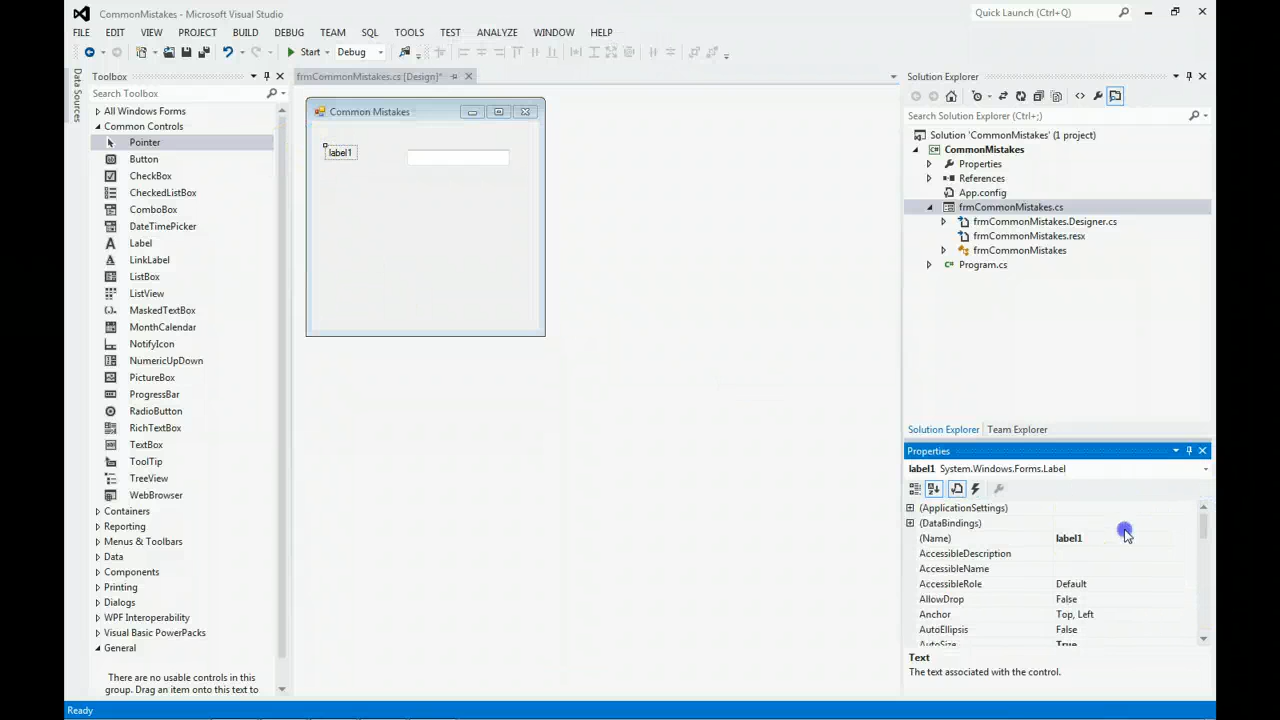 CommonMistakes - Microsoft Visual Studio
Quick Launch (Ctrl+Q)
FILE EDIT VIEW PROJECT BUILD DEBUG TEAM SQL TOOLS TEST ANALYZE WINDOW HELP
Start Debug
Data Sources
Toolbox
Search Toolbox
All Windows Forms
Common Controls
Pointer
Button
CheckBox
CheckedListBox
ComboBox
DateTimePicker
Label
LinkLabel
ListBox
ListView
MaskedTextBox
MonthCalendar
NotifyIcon
NumericUpDown
PictureBox
ProgressBar
RadioButton
RichTextBox
TextBox
ToolTip
TreeView
WebBrowser
Containers
Reporting
Menus & Toolbars
Data
Components
Printing
Dialogs
WPF Interoperability
Visual Basic PowerPacks
General
There are no usable controls in this
group. Drag an item onto this text to
frmCommonMistakes.cs [Design]*
Common Mistakes
label1
Solution Explorer
Search Solution Explorer (Ctrl+;)
Solution 'CommonMistakes' (1 project)
CommonMistakes
Properties
References
App.config
frmCommonMistakes.cs
frmCommonMistakes.Designer.cs
frmCommonMistakes.resx
frmCommonMistakes
Program.cs
Solution Explorer Team Explorer
Properties
label1 System.Windows.Forms.Label
(ApplicationSettings)
(DataBindings)
(Name) label1
AccessibleDescription
AccessibleName
AccessibleRole Default
AllowDrop False
Anchor Top, Left
AutoEllipsis False
AutoSize True
Text
The text associated with the control.
Ready